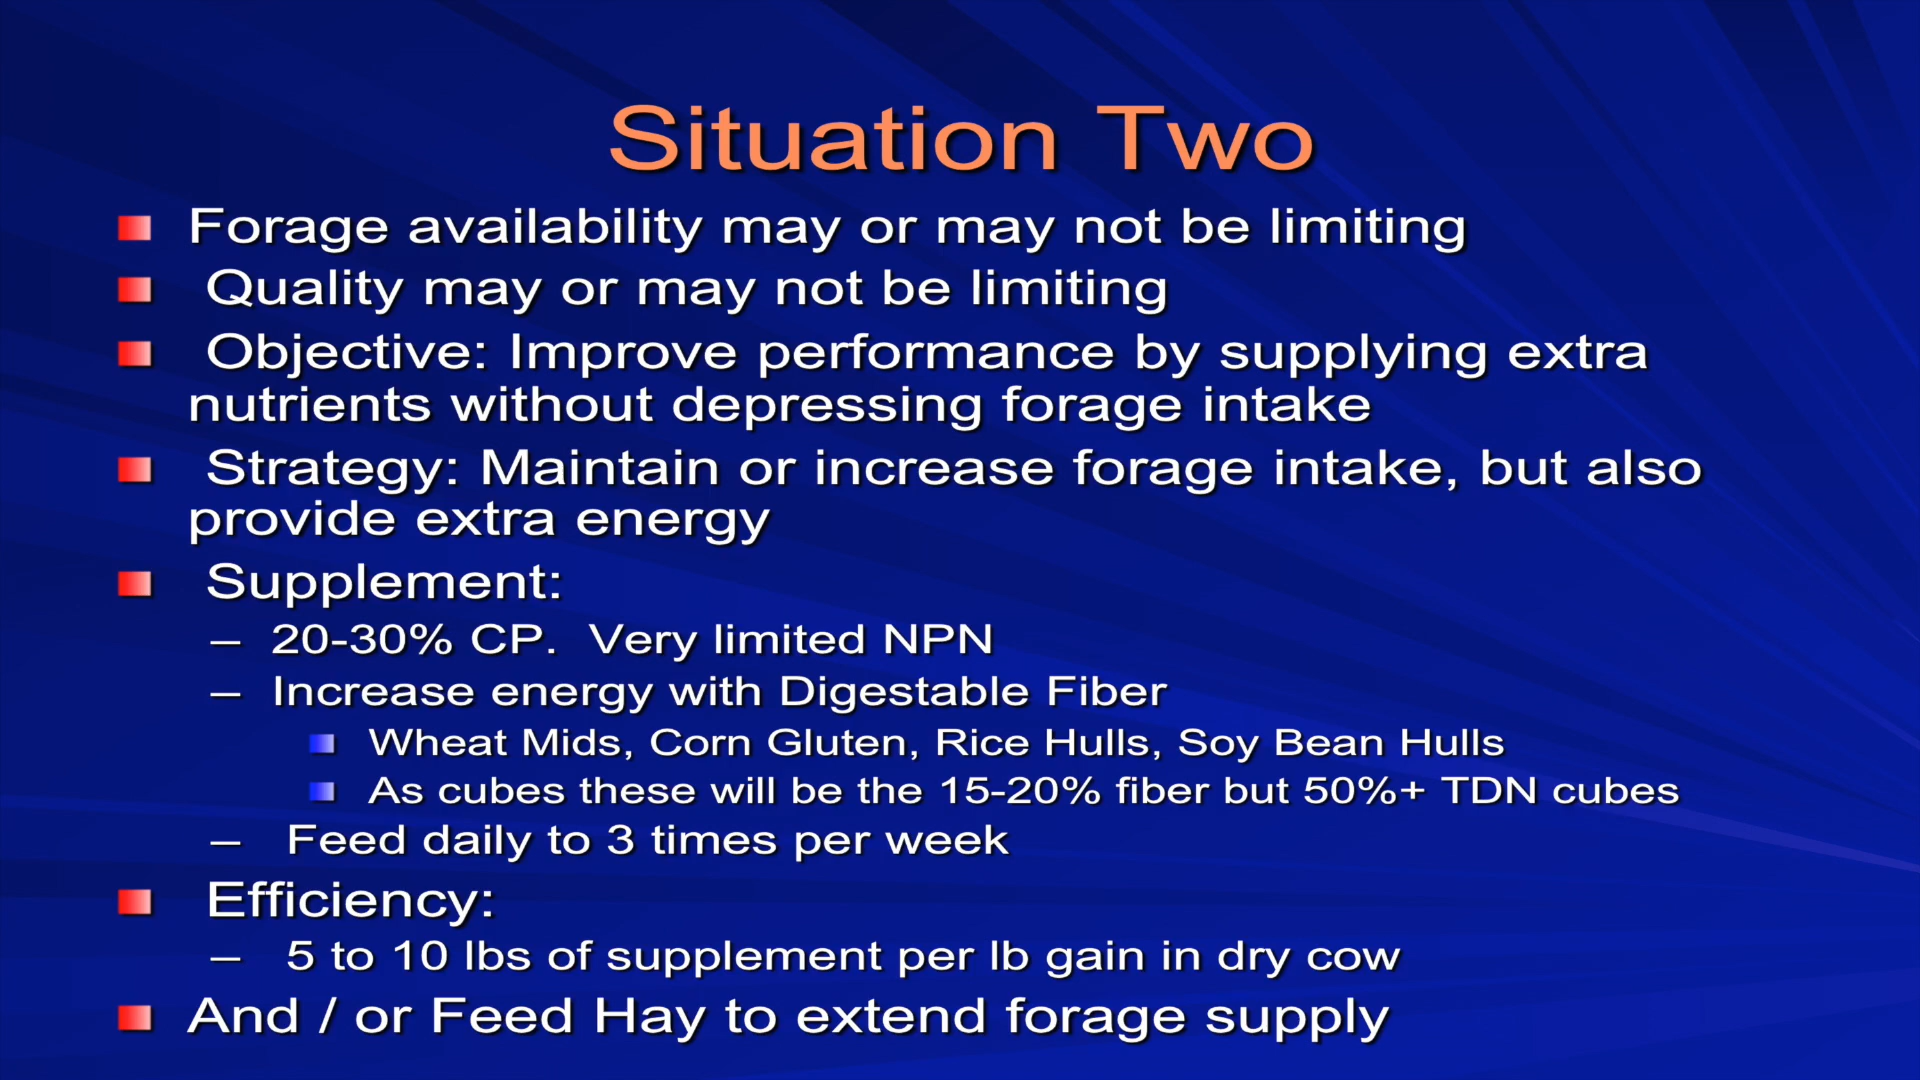 Situation Two
Forage availability may or may not be limiting
Quality may or may not be limiting
Objective: Improve performance by supplying extra
nutrients without depressing forage intake
Strategy: Maintain or increase forage intake, but also
provide extra energy
Supplement:
– 20-30% CP. Very limited NPN
– Increase energy with Digestable Fiber
Wheat Mids, Corn Gluten, Rice Hulls, Soy Bean Hulls
As cubes these will be the 15-20% fiber but 50%+ TDN cubes
– Feed daily to 3 times per week
Efficiency:
– 5 to 10 lbs of supplement per lb gain in dry cow
And / or Feed Hay to extend forage supply